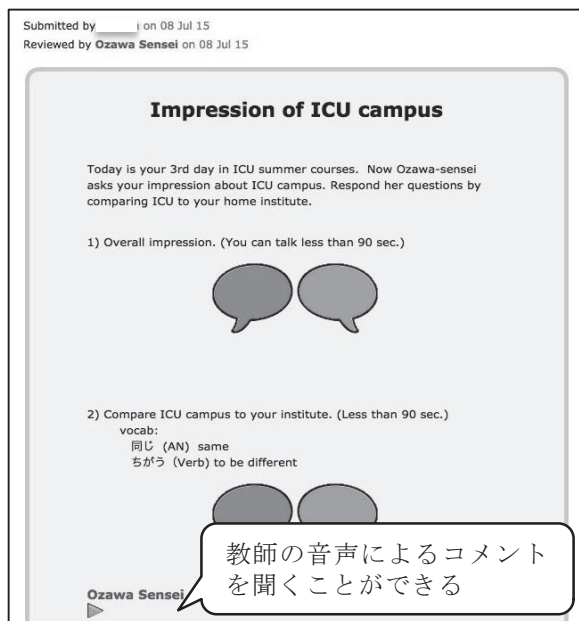 Submitted by on 08 Jul 15
Reviewed by Ozawa Sensei on 08 Jul 15
Impression of ICU campus
Today is your 3rd day in ICU summer courses. Now Ozawa-sensei
asks your impression about ICU campus. Respond her questions by
comparing ICU to your home institute.
1) Overall impression. (You can talk less than 90 sec.)
2) Compare ICU campus to your institute. (Less than 90 sec.)
vocab:
同じ (AN) same
ちがう (Verb) to be different
教師の音声によるコメント
を聞くことができる
Ozawa Sensei